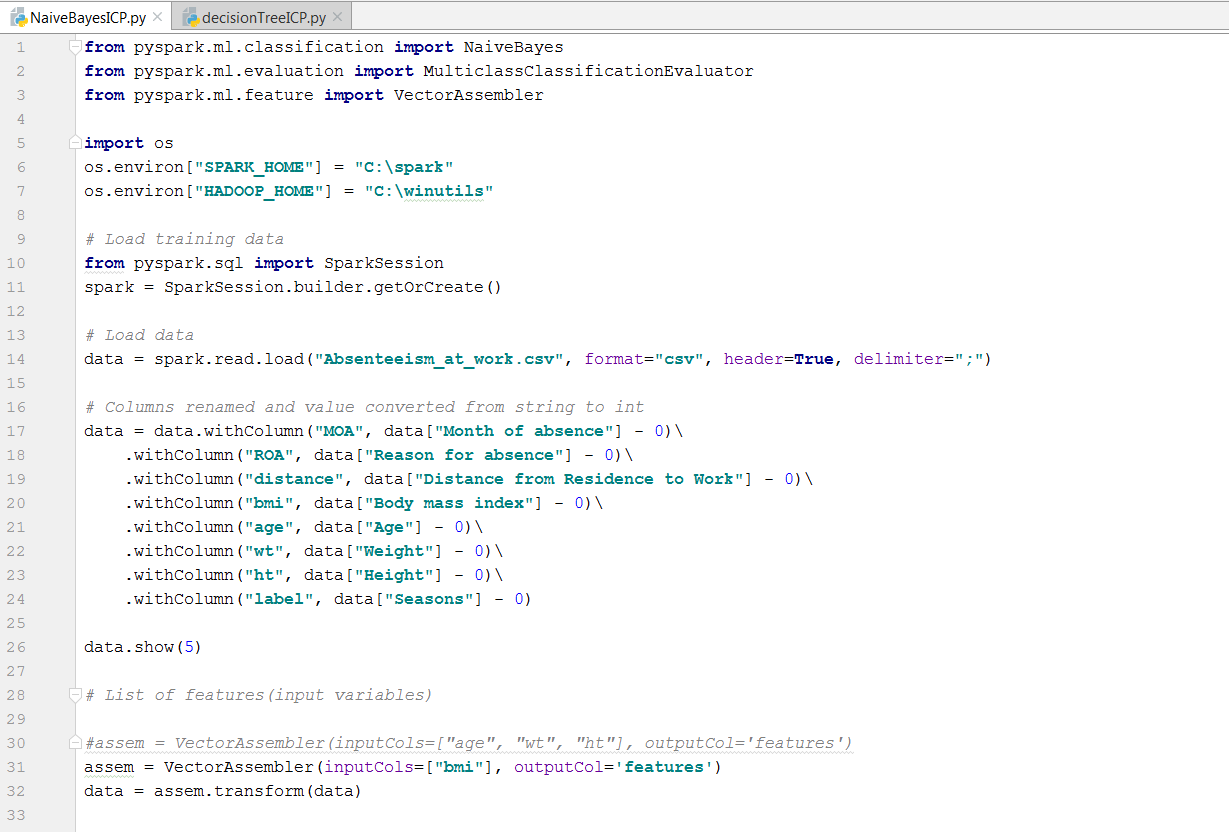 NaiveBayesICP.py × decisionTreeICP.py ×
1 from pyspark.ml.classification import NaiveBayes
2 from pyspark.ml.evaluation import MulticlassClassificationEvaluator
3 from pyspark.ml.feature import VectorAssembler
4
5 import os
6 os.environ["SPARK_HOME"] = "C:\spark"
7 os.environ["HADOOP_HOME"] = "C:\winutils"
8
9 # Load training data
10 from pyspark.sql import SparkSession
11 spark = SparkSession.builder.getOrCreate()
12
13 # Load data
14 data = spark.read.load("Absenteeism_at_work.csv", format="csv", header=True, delimiter=";")
15
16 # Columns renamed and value converted from string to int
17 data = data.withColumn("MOA", data["Month of absence"] - 0)\
18     .withColumn("ROA", data["Reason for absence"] - 0)\
19     .withColumn("distance", data["Distance from Residence to Work"] - 0)\
20     .withColumn("bmi", data["Body mass index"] - 0)\
21     .withColumn("age", data["Age"] - 0)\
22     .withColumn("wt", data["Weight"] - 0)\
23     .withColumn("ht", data["Height"] - 0)\
24     .withColumn("label", data["Seasons"] - 0)
25
26 data.show(5)
27
28 # List of features(input variables)
29
30 #assem = VectorAssembler(inputCols=["age", "wt", "ht"], outputCol='features')
31 assem = VectorAssembler(inputCols=["bmi"], outputCol='features')
32 data = assem.transform(data)
33